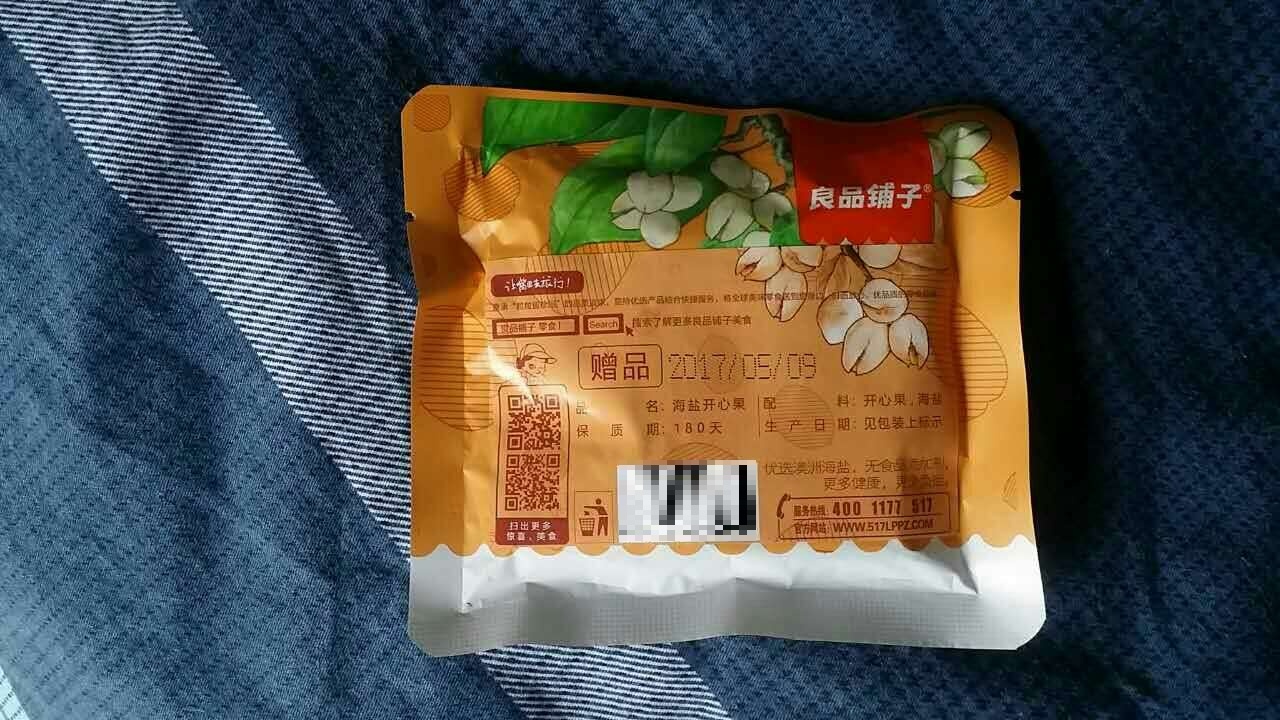 良品铺子®
让嘴巴去旅行!
良品铺子 零食! Search 搜索了解更多良品铺子美食
赠品 2017/05/09
品名: 海盐开心果 配料: 开心果,海盐
保质期: 180天 生产日期: 见包装上标示
优选澳洲海盐,无食品添加剂,
更多健康,
扫出更多
惊喜、美食
服务热线: 400 1177 517
官方网站: WWW.517LPPZ.COM